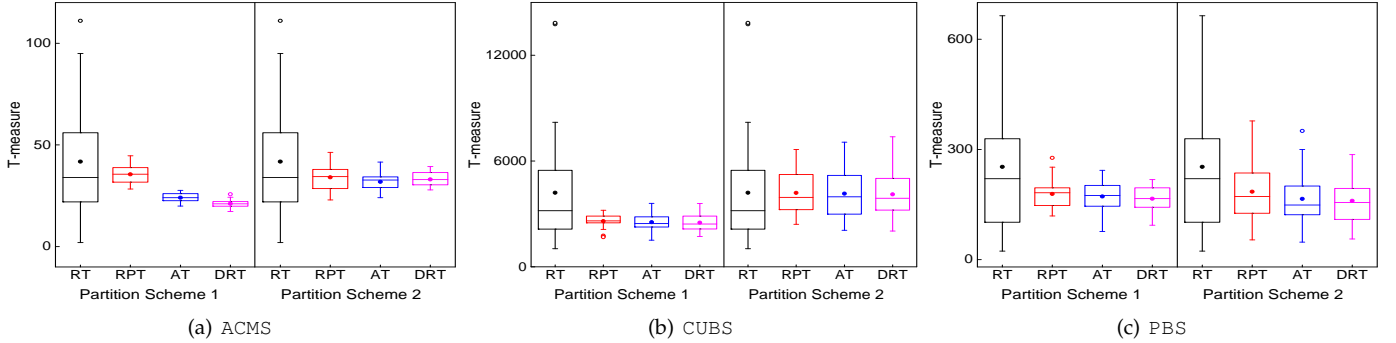 T-measure
100
50
0
RT RPT AT DRT RT RPT AT DRT
Partition Scheme 1 Partition Scheme 2
(a) ACMS
T-measure
12000
6000
0
RT RPT AT DRT RT RPT AT DRT
Partition Scheme 1 Partition Scheme 2
(b) CUBS
T-measure
600
300
0
RT RPT AT DRT RT RPT AT DRT
Partition Scheme 1 Partition Scheme 2
(c) PBS